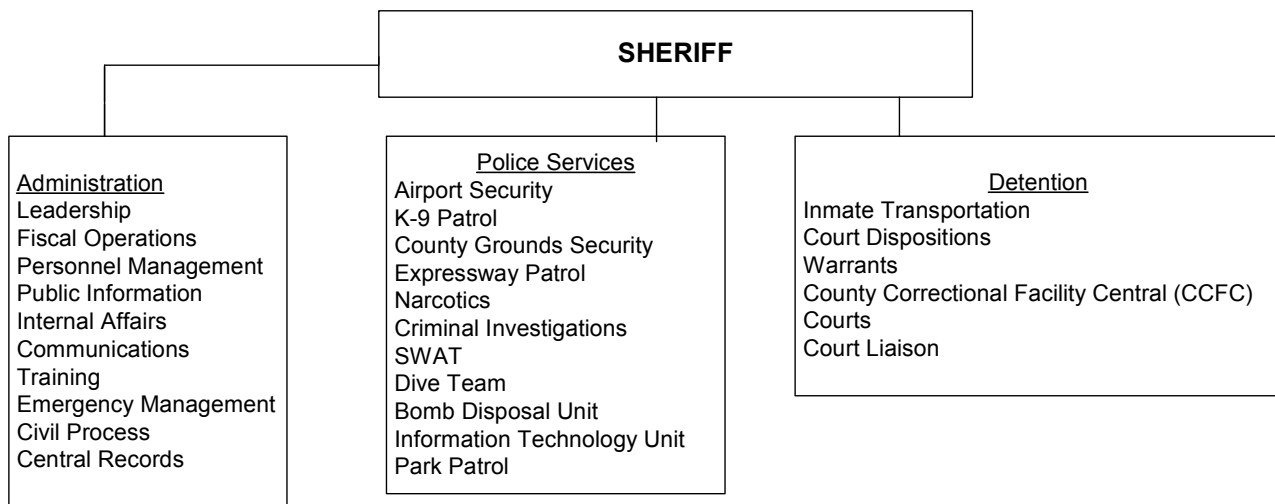 SHERIFF
Administration
Leadership
Fiscal Operations
Personnel Management
Public Information
Internal Affairs
Communications
Training
Emergency Management
Civil Process
Central Records
Police Services
Airport Security
K-9 Patrol
County Grounds Security
Expressway Patrol
Narcotics
Criminal Investigations
SWAT
Dive Team
Bomb Disposal Unit
Information Technology Unit
Park Patrol
Detention
Inmate Transportation
Court Dispositions
Warrants
County Correctional Facility Central (CCFC)
Courts
Court Liaison